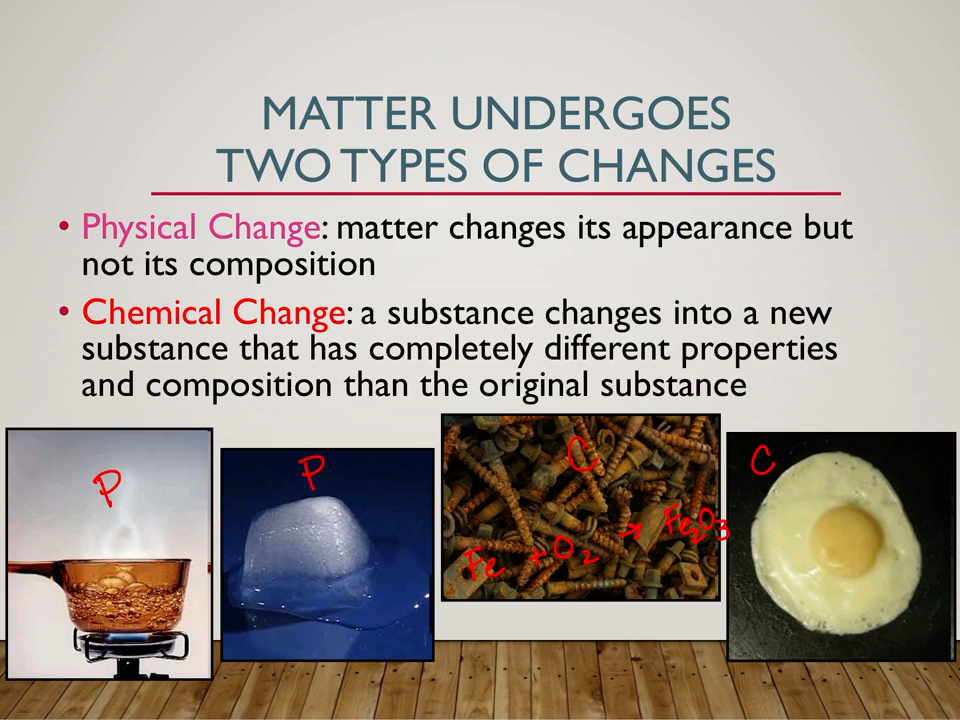 MATTER UNDERGOES
TWO TYPES OF CHANGES
• Physical Change: matter changes its appearance but
not its composition
• Chemical Change: a substance changes into a new
substance that has completely different properties
and composition than the original substance
P
P
C
Fe + O₂ → Fe₂O₃
C